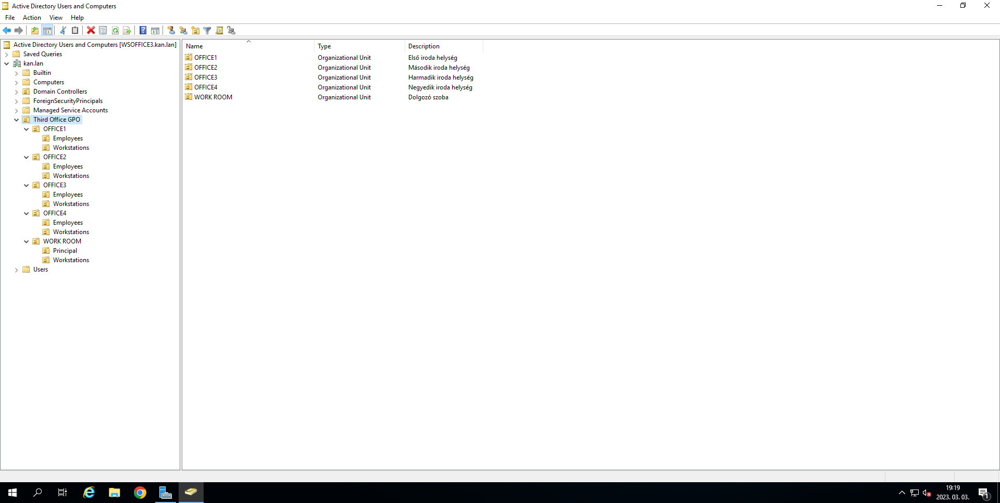 Active Directory Users and Computers
File Action View Help
Active Directory Users and Computers [WSOFFICE3.kan.lan]
Saved Queries
kan.lan
Builtin
Computers
Domain Controllers
ForeignSecurityPrincipals
Managed Service Accounts
Third Office GPO
OFFICE1
Employees
Workstations
OFFICE2
Employees
Workstations
OFFICE3
Employees
Workstations
OFFICE4
Employees
Workstations
WORK ROOM
Principal
Workstations
Users
Name Type Description
OFFICE1 Organizational Unit Első iroda helység
OFFICE2 Organizational Unit Második iroda helység
OFFICE3 Organizational Unit Harmadik iroda helység
OFFICE4 Organizational Unit Negyedik iroda helység
WORK ROOM Organizational Unit Dolgozó szoba
19:19
2023. 03. 03.
1